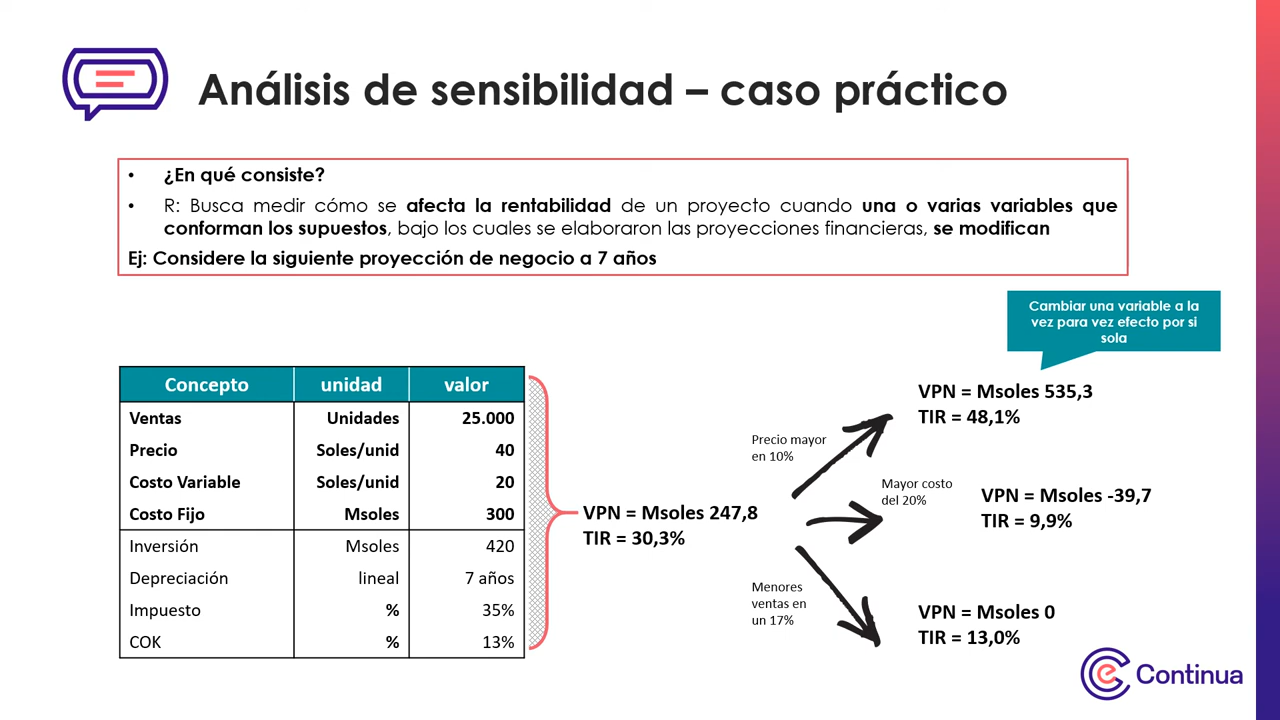 Análisis de sensibilidad – caso práctico
• ¿En qué consiste?
• R: Busca medir cómo se afecta la rentabilidad de un proyecto cuando una o varias variables que
conforman los supuestos, bajo los cuales se elaboraron las proyecciones financieras, se modifican
Ej: Considere la siguiente proyección de negocio a 7 años
Cambiar una variable a la
vez para vez efecto por si
sola
Concepto unidad valor
Ventas Unidades 25.000
Precio Soles/unid 40
Costo Variable Soles/unid 20
Costo Fijo Msoles 300
Inversión Msoles 420
Depreciación lineal 7 años
Impuesto % 35%
COK % 13%
VPN = Msoles 247,8
TIR = 30,3%
Precio mayor
en 10%
VPN = Msoles 535,3
TIR = 48,1%
Mayor costo
del 20%
VPN = Msoles -39,7
TIR = 9,9%
Menores
ventas en
un 17%
VPN = Msoles 0
TIR = 13,0%
Continua